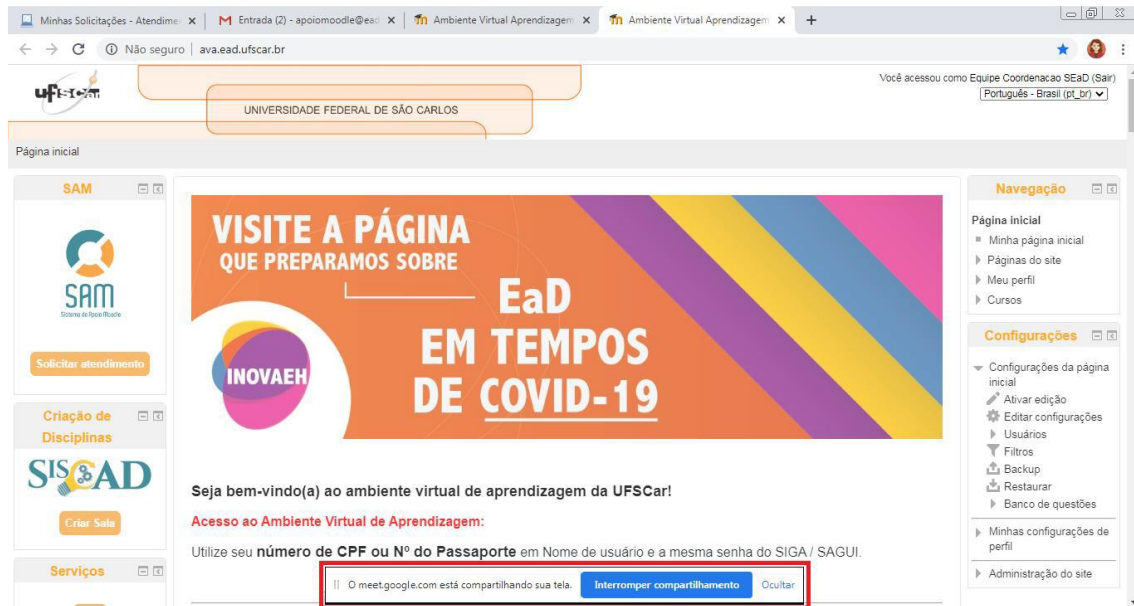 Minhas Solicitações - Atendime
Entrada (2) - apoiomoodle@ead
Ambiente Virtual Aprendizagem
Ambiente Virtual Aprendizagem
Não seguro | ava.ead.ufscar.br
ufscar
UNIVERSIDADE FEDERAL DE SÃO CARLOS
Você acessou como Equipe Coordenacao SEaD (Sair)
Português - Brasil (pt_br)
Página inicial
SAM
SAM
Sistema de Apoio Moodle
Solicitar atendimento
Criação de
Disciplinas
SISCAD
Criar Sala
Serviços
VISITE A PÁGINA
QUE PREPARAMOS SOBRE
EaD
EM TEMPOS
DE COVID-19
INOVAEH
Seja bem-vindo(a) ao ambiente virtual de aprendizagem da UFSCar!
Acesso ao Ambiente Virtual de Aprendizagem:
Utilize seu número de CPF ou Nº do Passaporte em Nome de usuário e a mesma senha do SIGA / SAGUI.
O meet.google.com está compartilhando sua tela.
Interromper compartilhamento
Ocultar
Navegação
Página inicial
Minha página inicial
Páginas do site
Meu perfil
Cursos
Configurações
Configurações da página
inicial
Ativar edição
Editar configurações
Usuários
Filtros
Backup
Restaurar
Banco de questões
Minhas configurações de
perfil
Administração do site